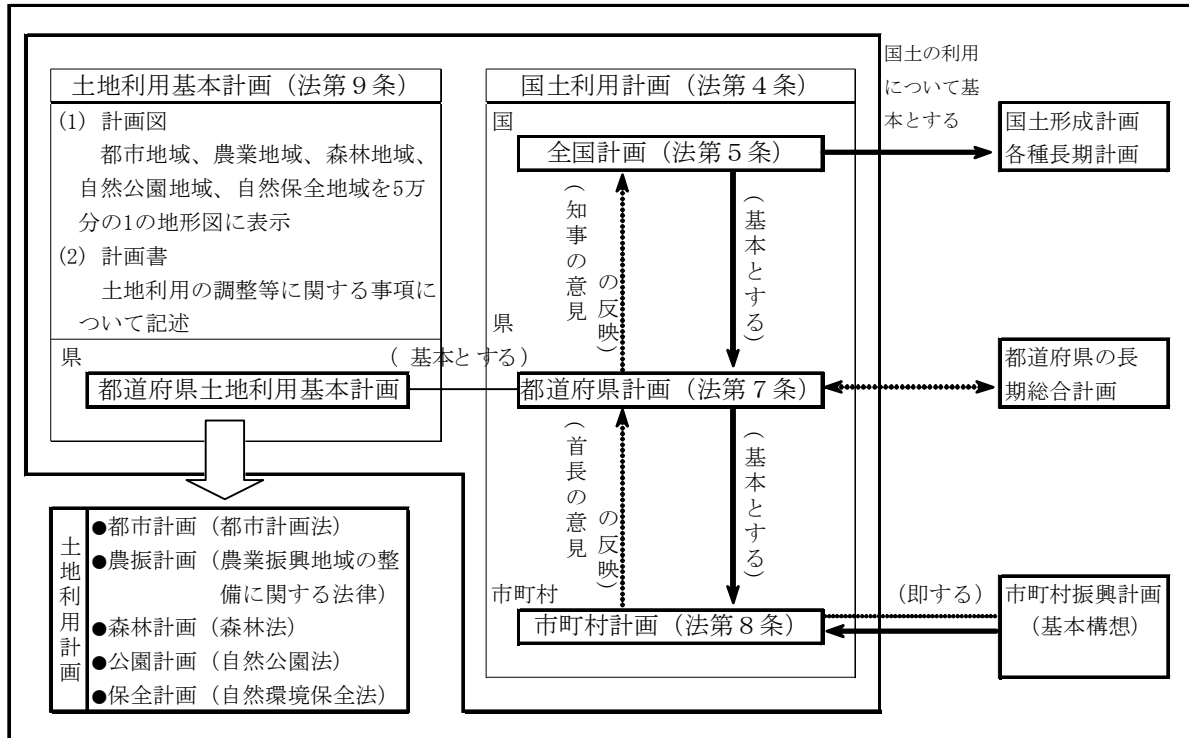 土地利用基本計画（法第９条）
(1) 計画図
都市地域、農業地域、森林地域、
自然公園地域、自然保全地域を5万
分の1の地形図に表示
(2) 計画書
土地利用の調整等に関する事項に
ついて記述
県
都道府県土地利用基本計画
（ 基本とする）
国土利用計画（法第４条）
国
全国計画（法第５条）
（知事の意見
の反映）
（基本とする）
県
都道府県計画（法第７条）
（首長の意見
の反映）
（基本とする）
市町村
市町村計画（法第８条）
国土の利用
について基
本とする
国土形成計画
各種長期計画
都道府県の長
期総合計画
（即する）
市町村振興計画
（基本構想）
土地利用計画
●都市計画（都市計画法）
●農振計画（農業振興地域の整
備に関する法律）
●森林計画（森林法）
●公園計画（自然公園法）
●保全計画（自然環境保全法）